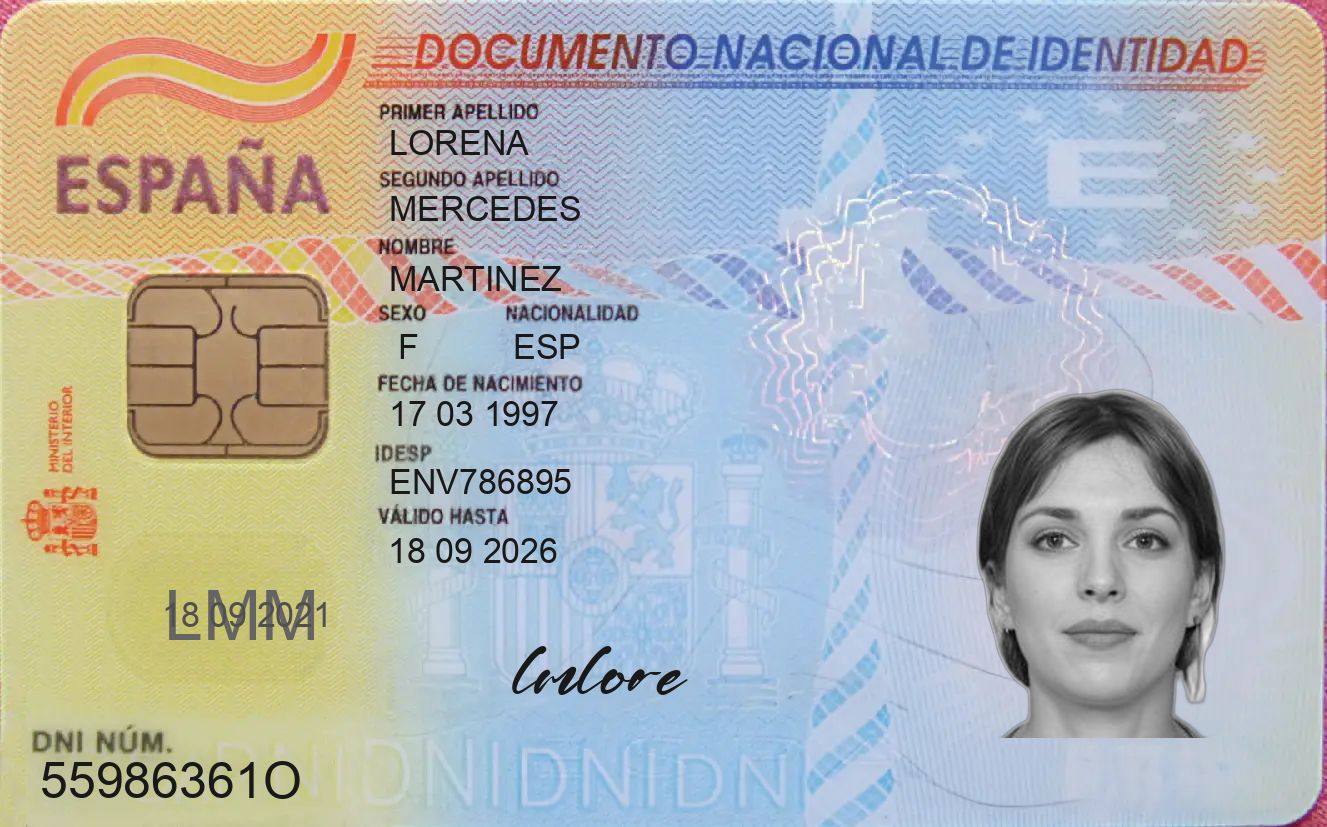 DOCUMENTO NACIONAL DE IDENTIDAD
ESPAÑA
PRIMER APELLIDO
LORENA
SEGUNDO APELLIDO
MERCEDES
NOMBRE
MARTINEZ
SEXO NACIONALIDAD
F ESP
FECHA DE NACIMIENTO
17 03 1997
IDESP
ENV786895
VÁLIDO HASTA
18 09 2026
MINISTERIO
DEL INTERIOR
E
18 09 2021
LMM
lmlore
DNI NÚM.
55986361O
DNIDNIDNIDNI